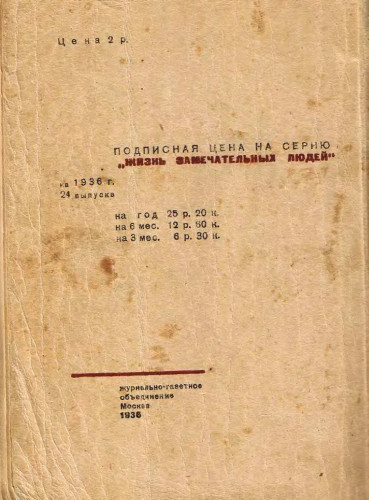 Цена 2 р.
ПОДПИСНАЯ ЦЕНА НА СЕРИЮ
„ЖИЗНЬ ЗАМЕЧАТЕЛЬНЫХ ЛЮДЕЙ"
на 1936 г.
24 выпуска
на год 25 р. 20 к.
на 6 мес. 12 р. 60 к.
на 3 мес. 6 р. 30 к.
журнально-газетное
объединение
Москва
1936